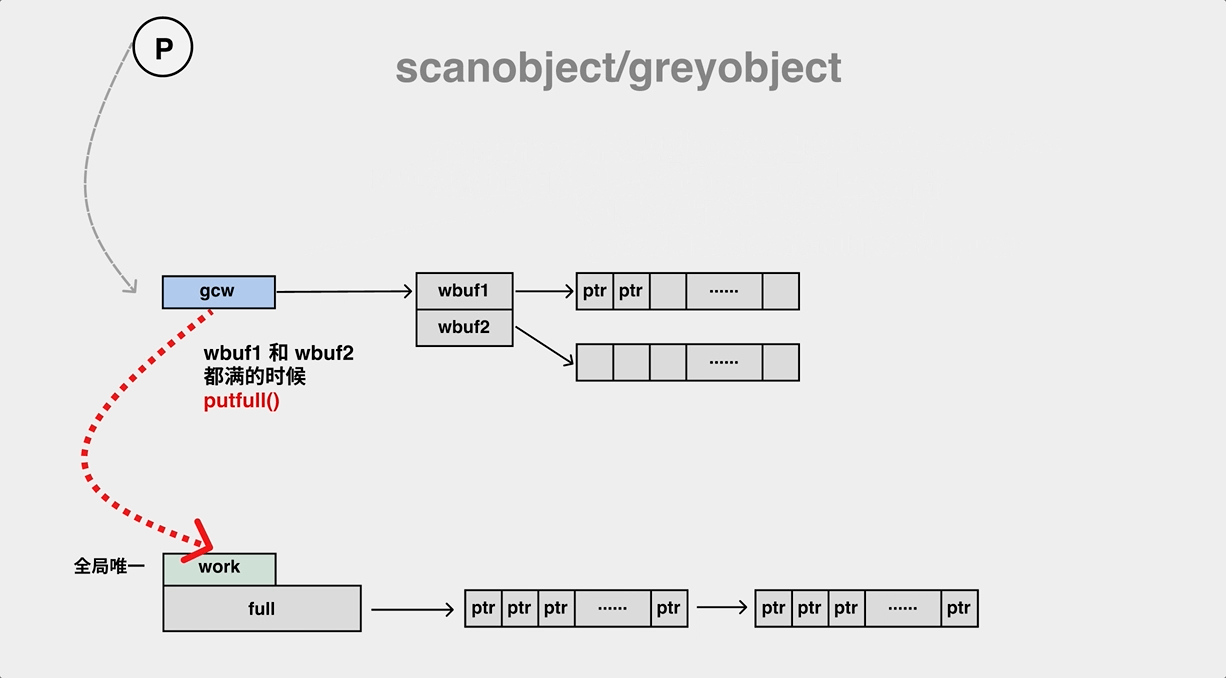 P
scanobject/greyobject
gcw
wbuf1
ptr ptr ······
wbuf2
······
wbuf1 和 wbuf2
都满的时候
putfull()
全局唯一
work
full
ptr ptr ptr ······ ptr
ptr ptr ptr ······ ptr